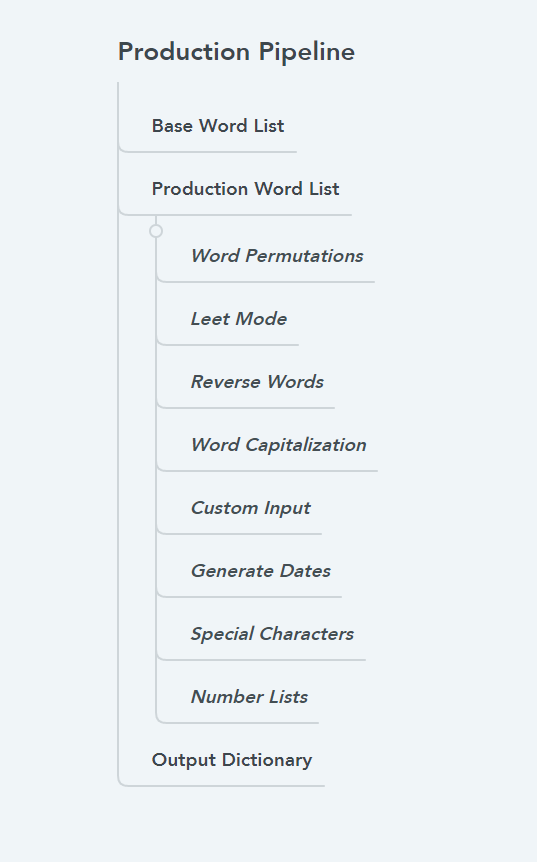 Production Pipeline
Base Word List
Production Word List
Word Permutations
Leet Mode
Reverse Words
Word Capitalization
Custom Input
Generate Dates
Special Characters
Number Lists
Output Dictionary